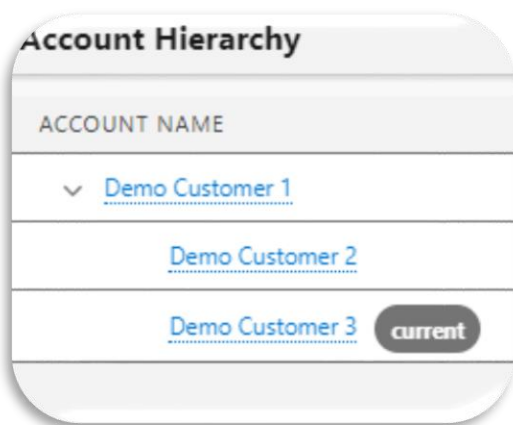 Account Hierarchy
ACCOUNT NAME
Demo Customer 1
Demo Customer 2
Demo Customer 3 current